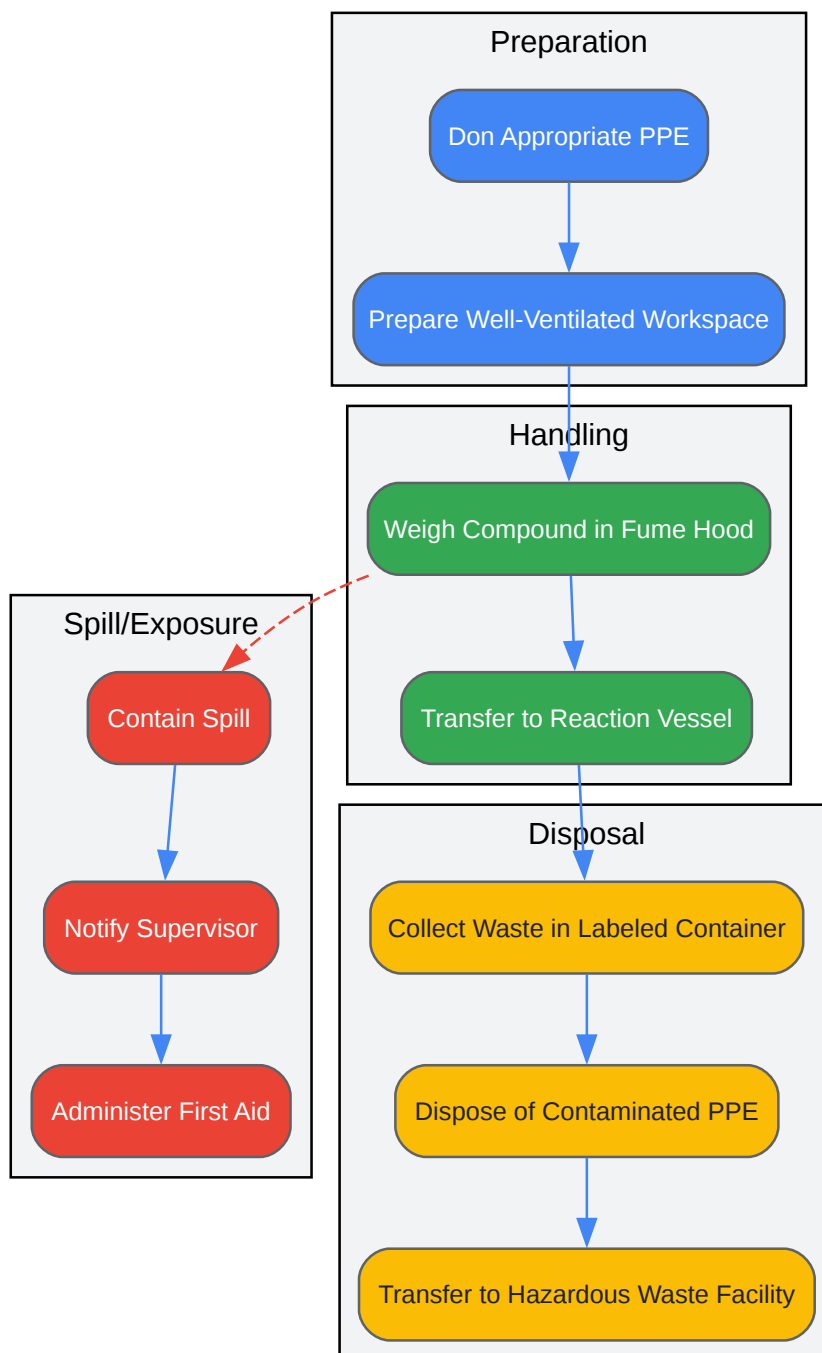 Preparation
Don Appropriate PPE
Prepare Well-Ventilated Workspace
Handling
Weigh Compound in Fume Hood
Transfer to Reaction Vessel
Spill/Exposure
Contain Spill
Notify Supervisor
Administer First Aid
Disposal
Collect Waste in Labeled Container
Dispose of Contaminated PPE
Transfer to Hazardous Waste Facility